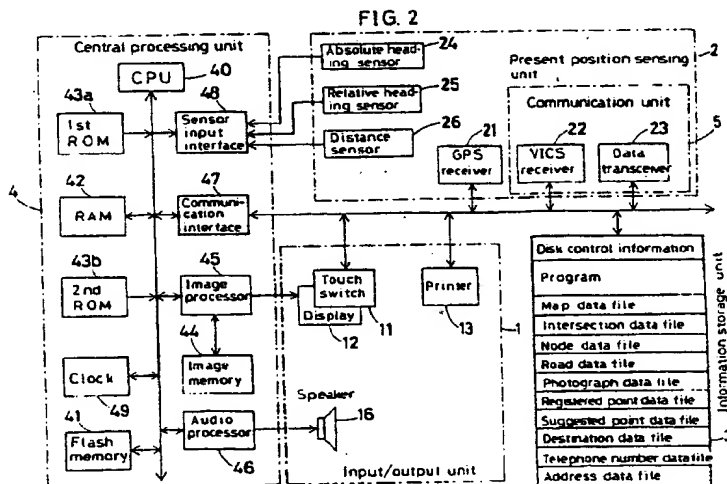 FIG. 2
Central processing unit
CPU
40
43a
1st ROM
48
Sensor
input
interface
42
RAM
47
Communi-
cation
interface
4
43b
2nd ROM
45
Image
processor
44
Image
memory
Clock
49
41
Flash
memory
Audio
processor
46
Absolute head-
ing sensor
24
Relative heading sensor
25
Distance
sensor
26
Present position sensing
unit
2
Communication unit
5
21
GPS
receiver
22
VICS
receiver
23
Data
transceiver
Touch
switch
Display
12
11
Printer
13
1
Speaker
16
Input/output unit
Disk control information
Program
Map data file
Intersection data file
Node data file
Road data file
Photograph data file
Registered point data file
Suggested point data file
Destination data file
Telephone number data file
Address data file
Information storage unit